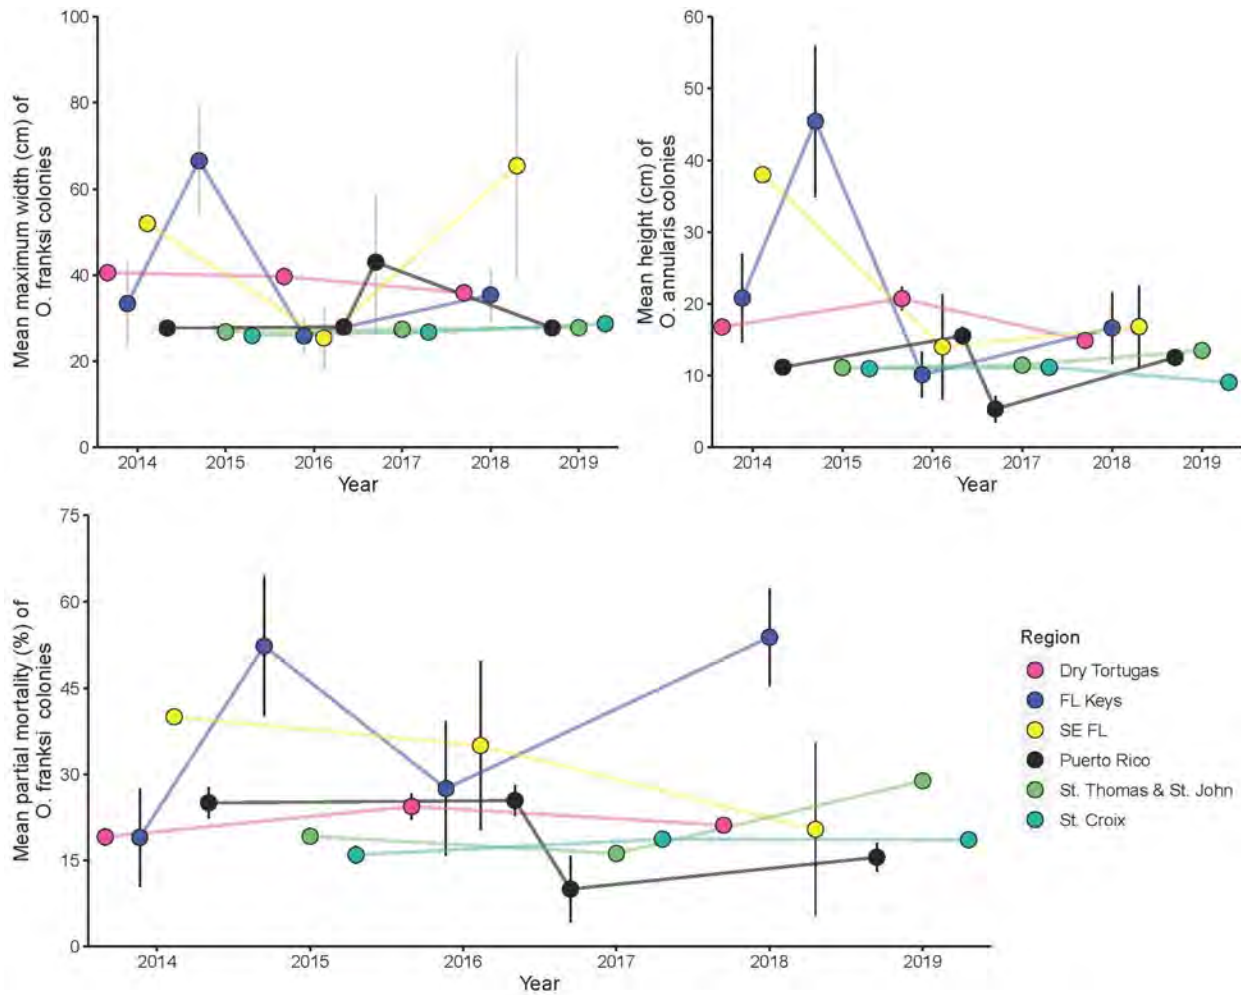 Mean maximum width (cm) of
O. franksi colonies
100
80
60
40
20
0
2014 2015 2016 2017 2018 2019
Year
Mean height (cm) of
O. annularis colonies
60
50
40
30
20
10
0
2014 2015 2016 2017 2018 2019
Year
Mean partial mortality (%) of
O. franksi colonies
75
60
45
30
15
0
2014 2015 2016 2017 2018 2019
Year
Region
Dry Tortugas
FL Keys
SE FL
Puerto Rico
St. Thomas & St. John
St. Croix